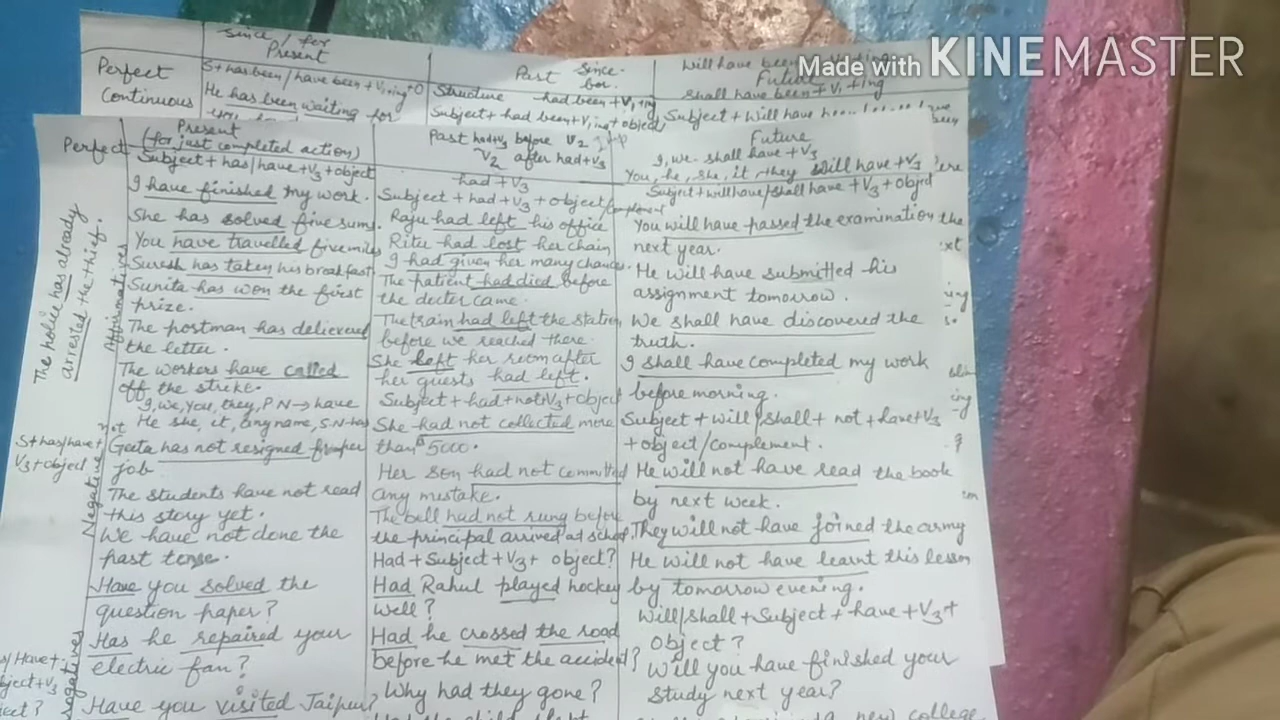 Made with KINEMASTER
since / for
Present
Past Since
for
will have been
Future
shall have been + V1 + ing
Perfect
Continuous
S + has been/have been + V1 + ing + O
He has been waiting for
Structure had been + V1 + ing
Subject + had been + V1 ing + object
Subject + will have
Perfect
Present
(for just completed action)
Subject + has/have + V3 + object
Past had+V3 before V2
V2 after had+V3
had + V3
Subject + had + V3 + object/complement
Future
I, we - shall have + V3
You, he, she, it, they will have + V3
Subject + will have/shall have + V3 + object
The police has already
arrested the thief.
Affirmatives
I have finished my work.
She has solved five sums.
You have travelled five miles
Suresh has taken his breakfast
Sunita has won the first
prize.
The postman has delievered
the letter.
The workers have called
off the strike.
I, we, you, they, P.N → have
He she, it, any name, S.N - has
Raju had left his office
Ritu had lost her chain
I had given her many chances.
The patient had died before
the docter came.
The train had left the station
before we reached there.
She left her room after
her guests had left.
You will have passed the examination the
next year.
He will have submitted his
assignment tomorrow.
We shall have discovered the
truth.
I shall have completed my work
before morning.
S + has/have +
not
V3 + object
Negative
Geeta has not resigned from her
job
The students have not read
this story yet.
We have not done the
past tense.
Subject + had + not + V3 + object
She had not collected more
than 5000.
Her son had not committed
any mistake.
The bell had not rung before
the principal arrived at school.
Subject + will/shall + not + have + V3
+ object/complement.
He will not have read the book
by next week.
They will not have joined the army
He will not have learnt this lesson
by tomorrow evening.
Have you solved the
question paper?
Has he repaired your
electric fan?
Have you visited Jaipur?
Had + Subject + V3 + object?
Had Rahul played hockey
well?
Had he crossed the road
before he met the accident?
Why had they gone?
Will/shall + Subject + have + V3 +
object?
Will you have finished your
study next year?
new college